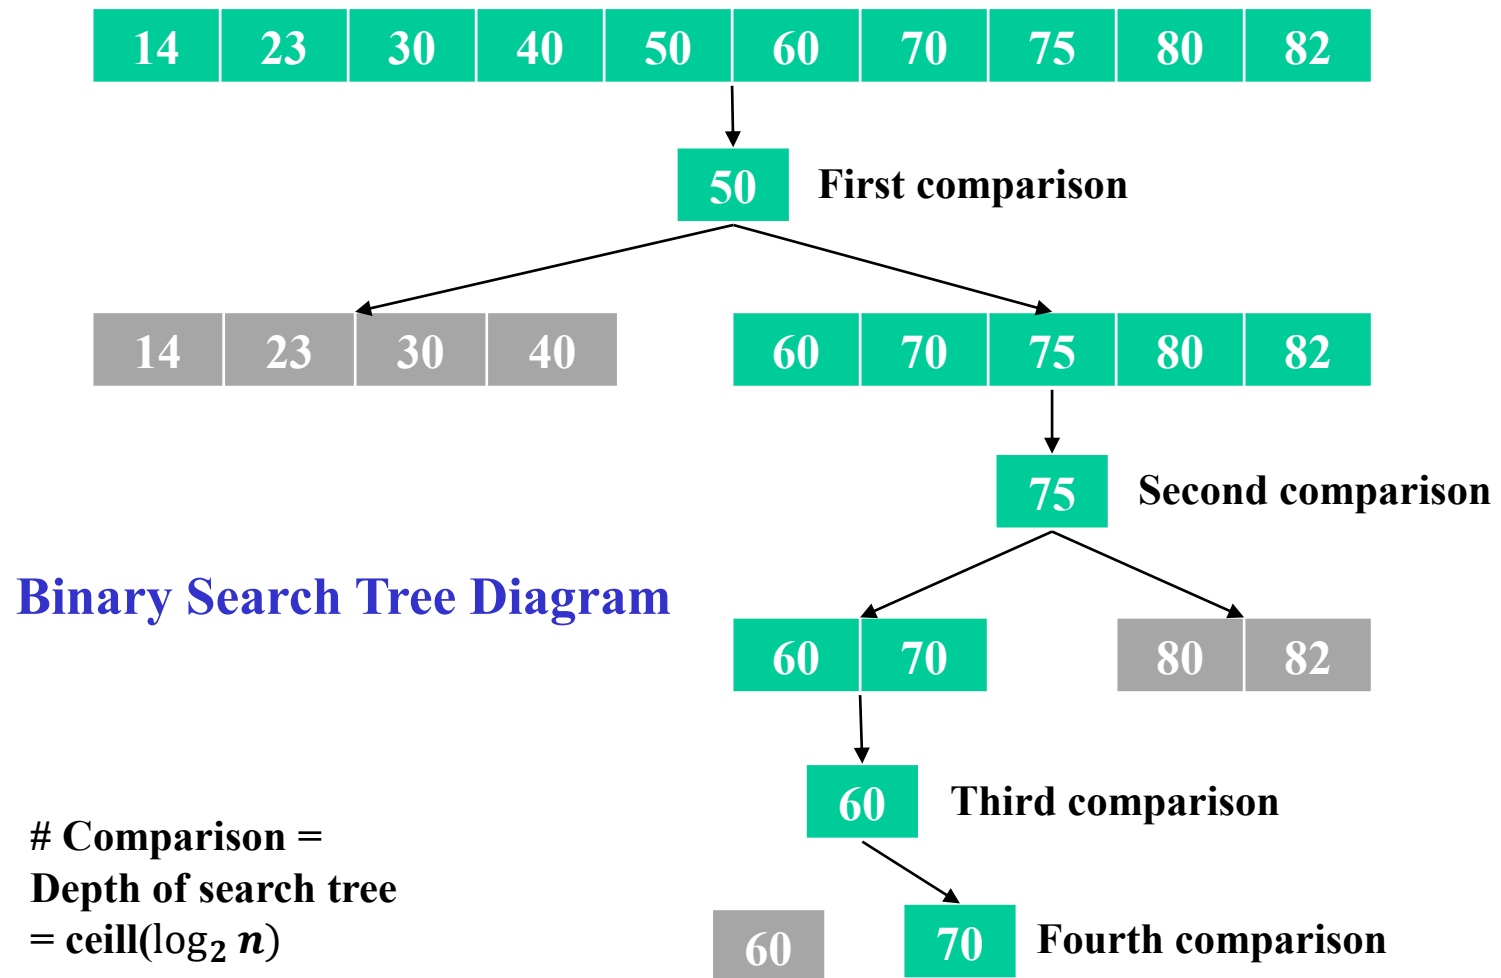 14 23 30 40 50 60 70 75 80 82
50 First comparison
14 23 30 40 60 70 75 80 82
75 Second comparison
Binary Search Tree Diagram
60 70 80 82
60 Third comparison
# Comparison =
Depth of search tree
= ceill(log₂ n)
60 70 Fourth comparison